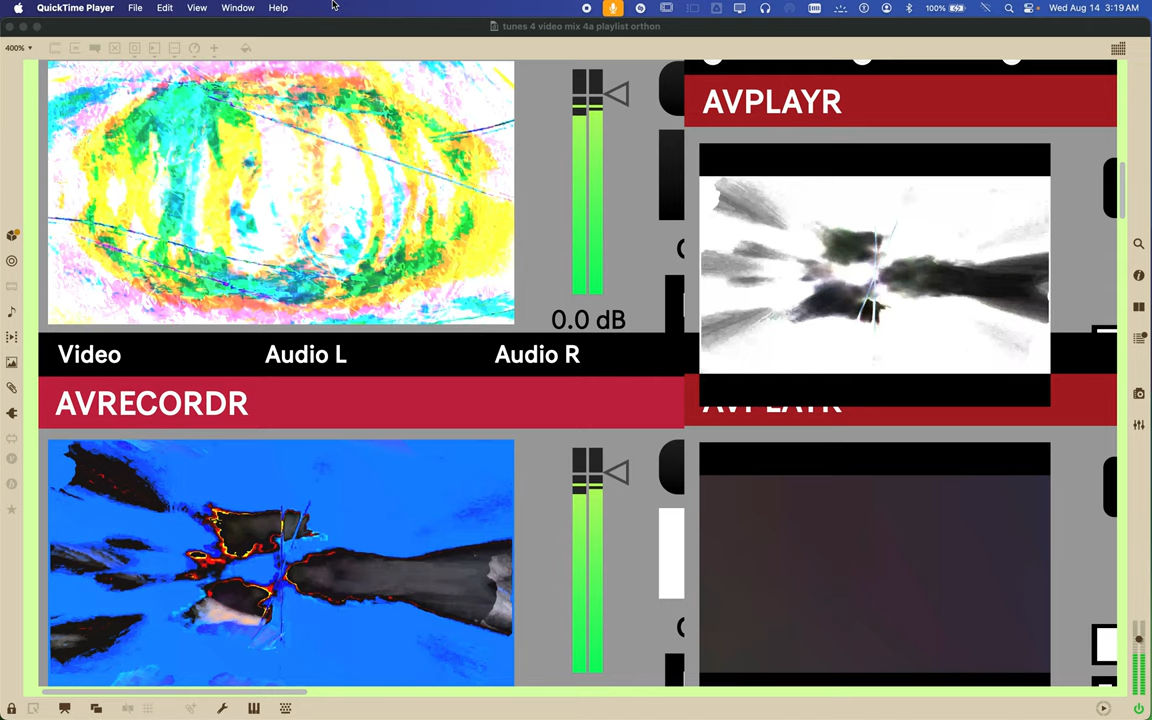 QuickTime Player File Edit View Window Help 100% Wed Aug 14 3:19 AM
tunes 4 video mix 4a playlist orthon
400%
AVPLAYR
0.0 dB
Video Audio L Audio R
AVRECORDR
AVPLAYR